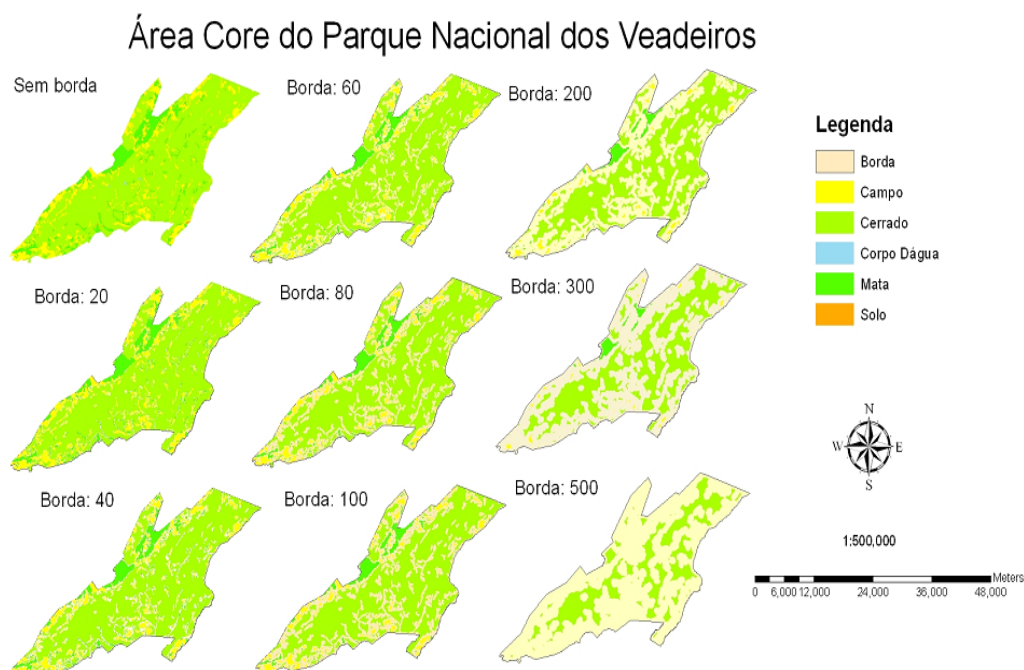 Área Core do Parque Nacional dos Veadeiros
Sem borda
Borda: 60
Borda: 200
Borda: 20
Borda: 80
Borda: 300
Borda: 40
Borda: 100
Borda: 500
Legenda
Borda
Campo
Cerrado
Corpo Dágua
Mata
Solo
N
W E
S
1:500,000
Meters
0 6,000 12,000 24,000 36,000 48,000